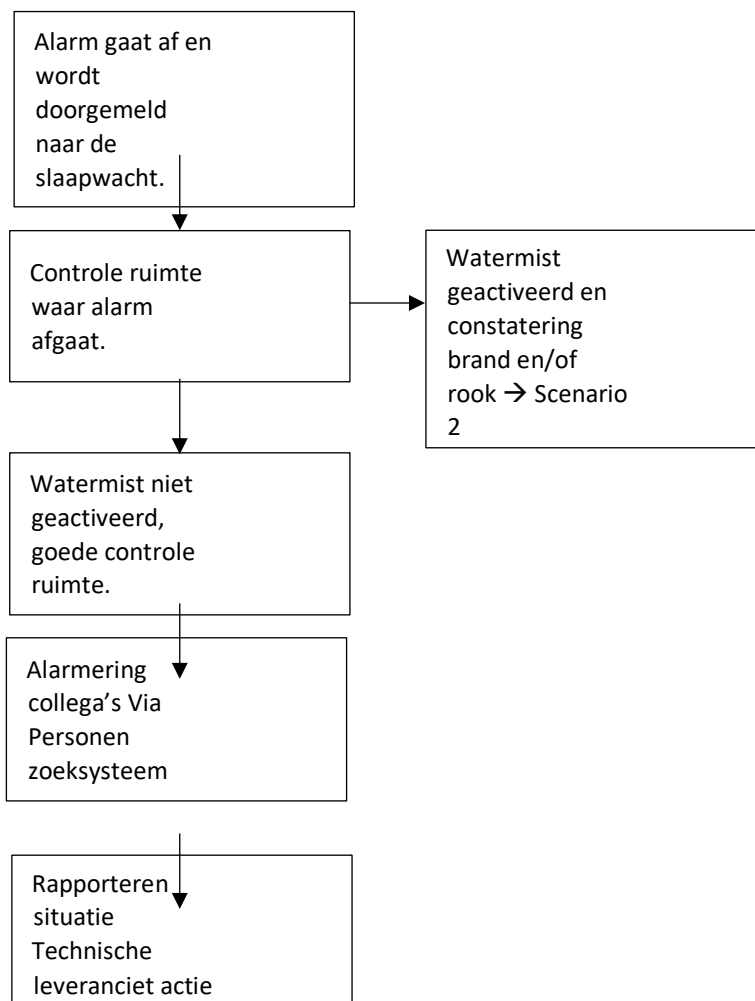 Alarm gaat af en
wordt
doorgemeld
naar de
slaapwacht.
Controle ruimte
waar alarm
afgaat.
Watermist
geactiveerd en
constatering
brand en/of
rook → Scenario
2
Watermist niet
geactiveerd,
goede controle
ruimte.
Alarmering
collega’s Via
Personen
zoeksysteem
Rapporteren
situatie
Technische
leveranciet actie